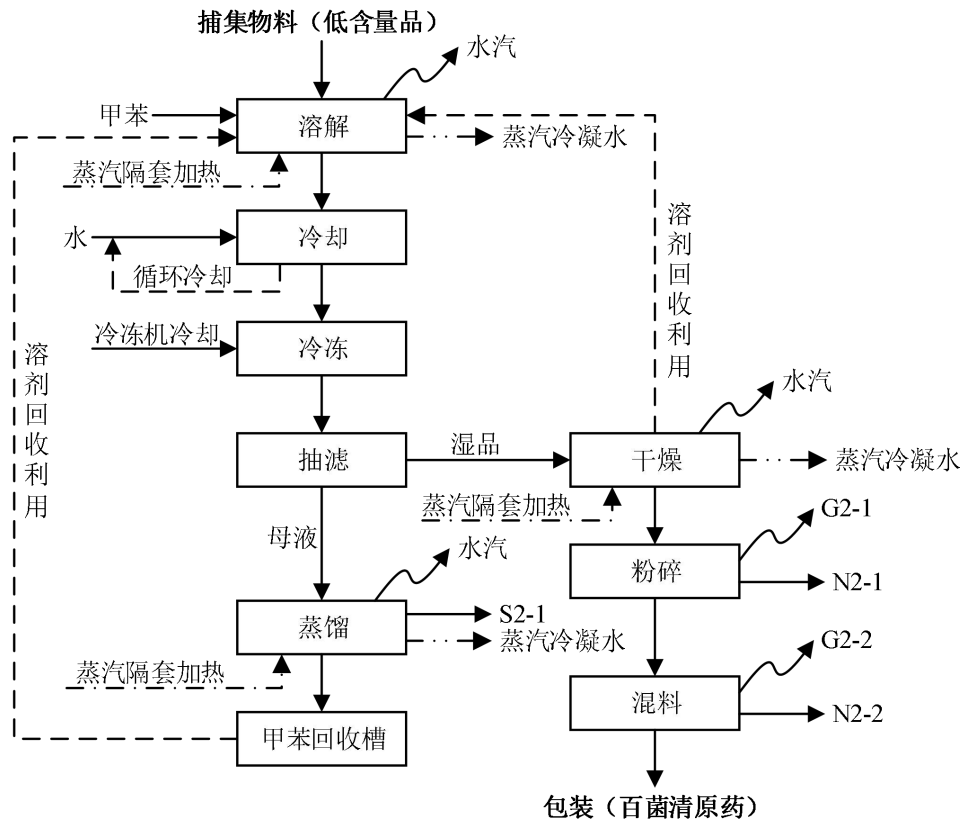 捕集物料（低含量品）
水汽
甲苯
溶解
蒸汽冷凝水
蒸汽隔套加热
水
冷却
循环冷却
溶剂回收利用
冷冻机冷却
冷冻
溶剂回收利用
水汽
抽滤
湿品
干燥
蒸汽冷凝水
蒸汽隔套加热
G2-1
母液
水汽
粉碎
N2-1
蒸馏
S2-1
蒸汽冷凝水
G2-2
蒸汽隔套加热
混料
N2-2
甲苯回收槽
包装（百菌清原药）